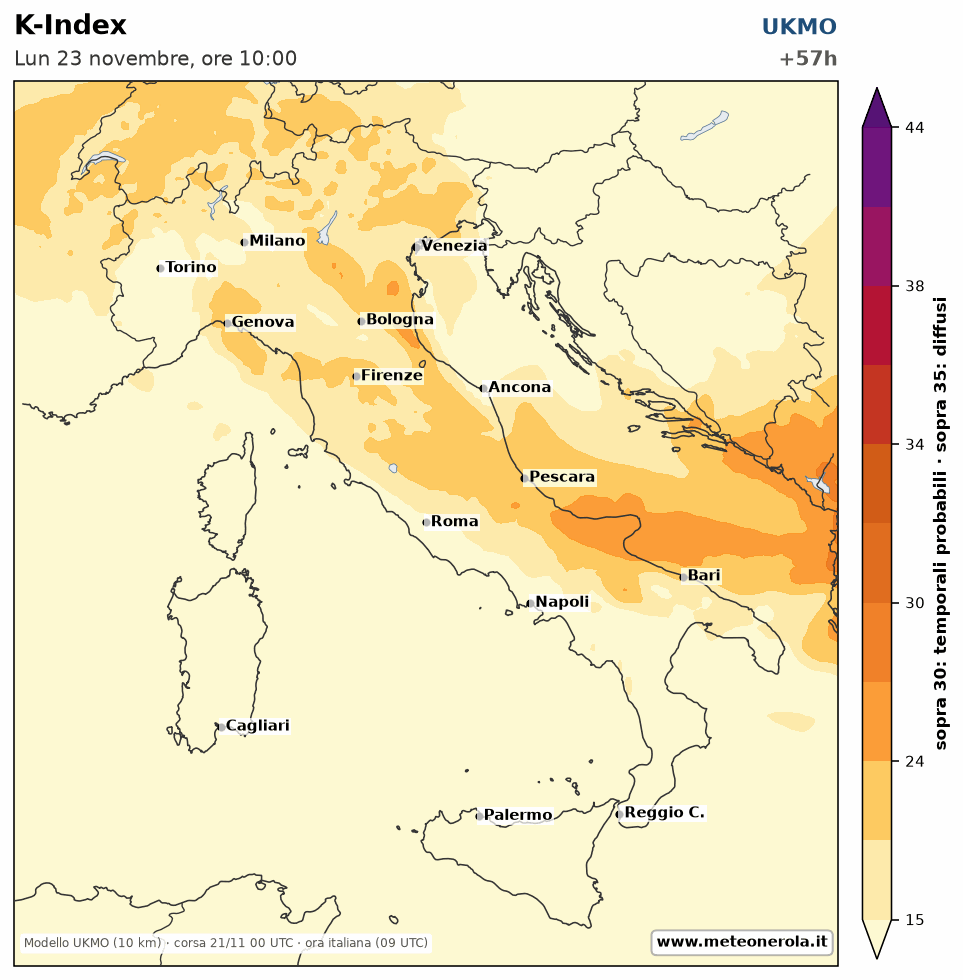 K-Index
UKMO
Lun 23 novembre, ore 10:00
+57h
Milano
Venezia
Torino
Genova
Bologna
Firenze
Ancona
Pescara
Roma
Bari
Napoli
Cagliari
Palermo
Reggio C.
44
38
34
30
24
15
sopra 30: temporali probabili · sopra 35: diffusi
Modello UKMO (10 km) · corsa 21/11 00 UTC · ora italiana (09 UTC)
www.meteonerola.it